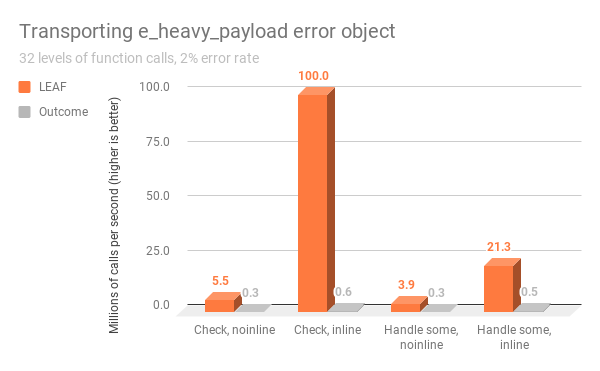 Transporting e_heavy_payload error object
32 levels of function calls, 2% error rate
LEAF
Outcome
Millions of calls per second (higher is better)
100.0
75.0
50.0
25.0
0.0
5.5
0.3
100.0
0.6
3.9
0.3
21.3
0.5
Check, noinline
Check, inline
Handle some,
noinline
Handle some,
inline